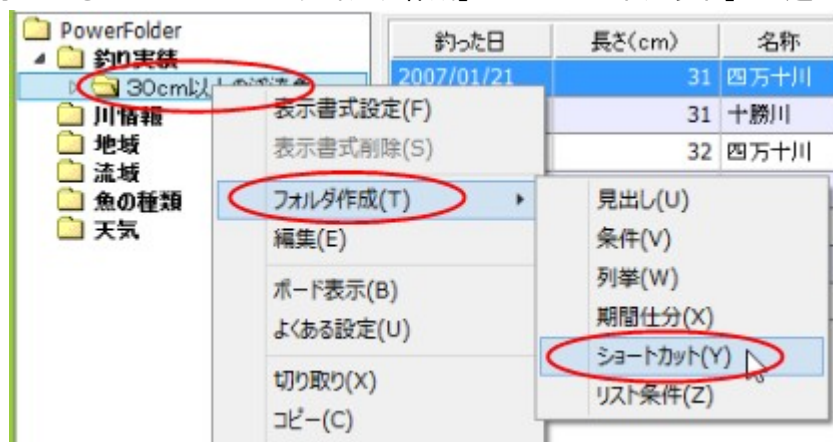 PowerFolder
釣り実績
30cm以上の渓流魚
川情報
地域
流域
魚の種類
天気
釣った日 長さ(cm) 名称
2007/01/21 31 四万十川
31 十勝川
32 四万十川
表示書式設定(F)
表示書式削除(S)
フォルダ作成(T)
編集(E)
ボード表示(B)
よくある設定(U)
切り取り(X)
コピー(C)
見出し(U)
条件(V)
列挙(W)
期間仕分(X)
ショートカット(Y)
リスト条件(Z)